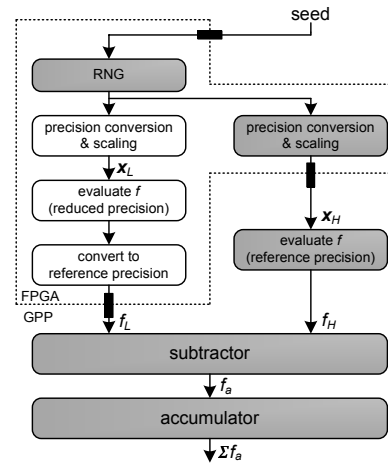 seed
RNG
precision conversion
& scaling
precision conversion
& scaling
x_L
x_H
evaluate f
(reduced precision)
evaluate f
(reference precision)
convert to
reference precision
FPGA
GPP
f_L
f_H
subtractor
f_a
accumulator
Σf_a